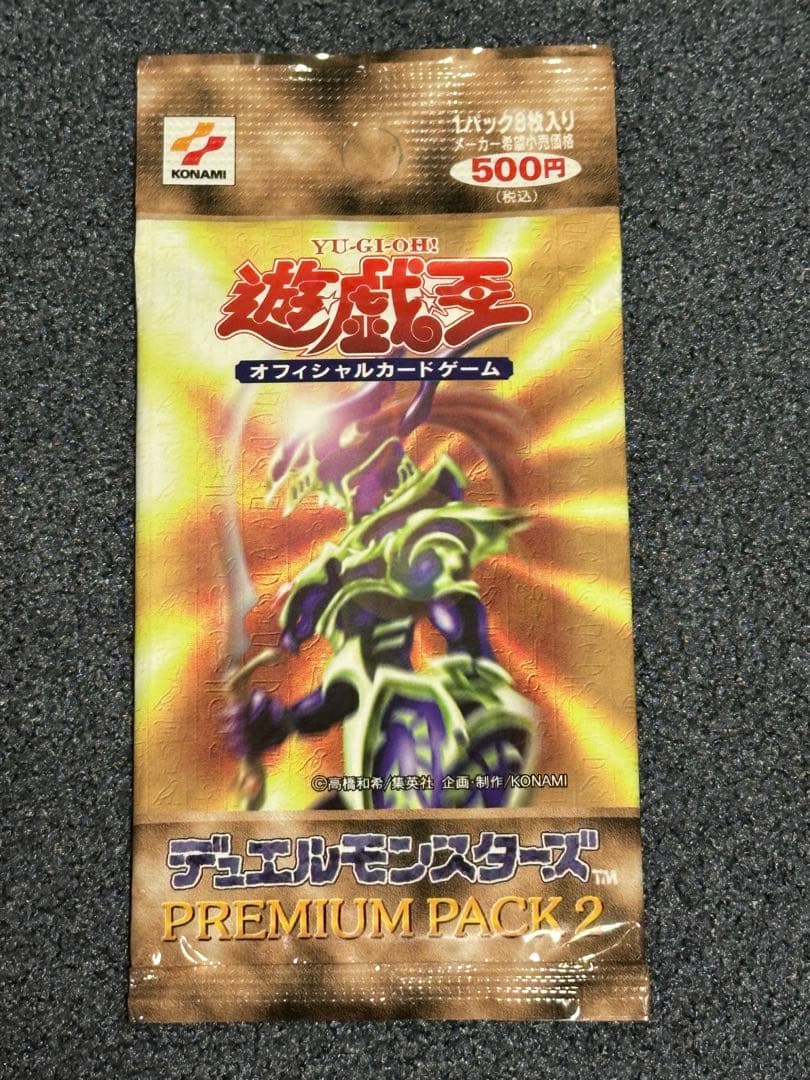 KONAMI
1パック8枚入り
メーカー希望小売価格
500円
(税込)
YU-GI-OH!
遊☆戯☆王
オフィシャルカードゲーム
©高橋和希/集英社 企画・制作/KONAMI
デュエルモンスターズ™
PREMIUM PACK 2